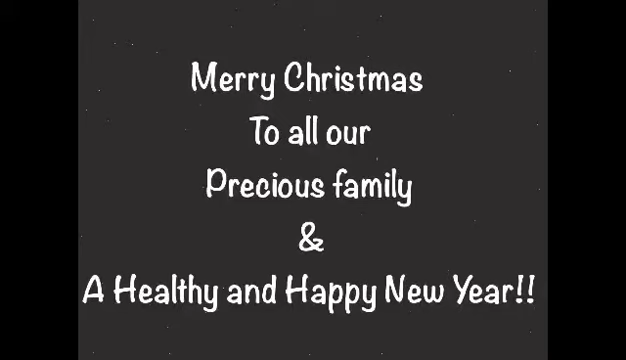 Merry Christmas
To all our
Precious family
&
A Healthy and Happy New Year!!